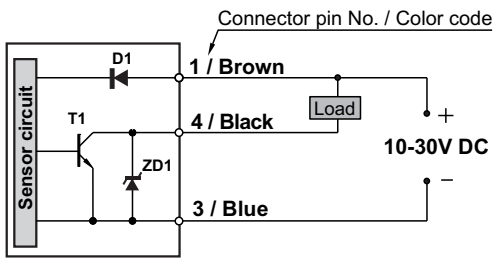 Connector pin No. / Color code
D1
1 / Brown
Load
T1
4 / Black
+
10-30V DC
ZD1
–
3 / Blue
Sensor circuit